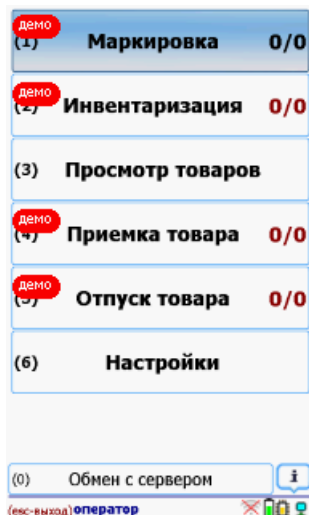 демо
(1) Маркировка 0/0
демо
(2) Инвентаризация 0/0
(3) Просмотр товаров
демо
(4) Приемка товара 0/0
демо
(5) Отпуск товара 0/0
(6) Настройки
(0) Обмен с сервером i
(esc-выход) оператор